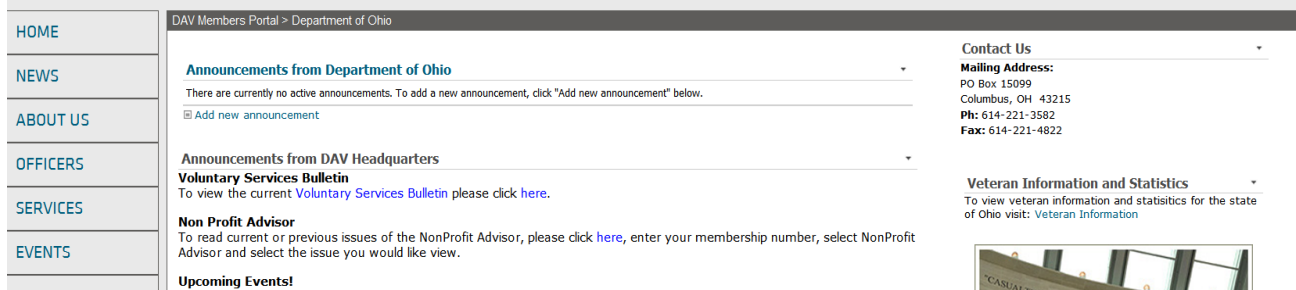 HOME
NEWS
ABOUT US
OFFICERS
SERVICES
EVENTS
DAV Members Portal > Department of Ohio
Announcements from Department of Ohio
There are currently no active announcements. To add a new announcement, click "Add new announcement" below.
Add new announcement
Announcements from DAV Headquarters
Voluntary Services Bulletin
To view the current Voluntary Services Bulletin please click here.
Non Profit Advisor
To read current or previous issues of the NonProfit Advisor, please click here, enter your membership number, select NonProfit
Advisor and select the issue you would like view.
Upcoming Events!
Contact Us
Mailing Address:
PO Box 15099
Columbus, OH 43215
Ph: 614-221-3582
Fax: 614-221-4822
Veteran Information and Statistics
To view veteran information and statisitics for the state
of Ohio visit: Veteran Information